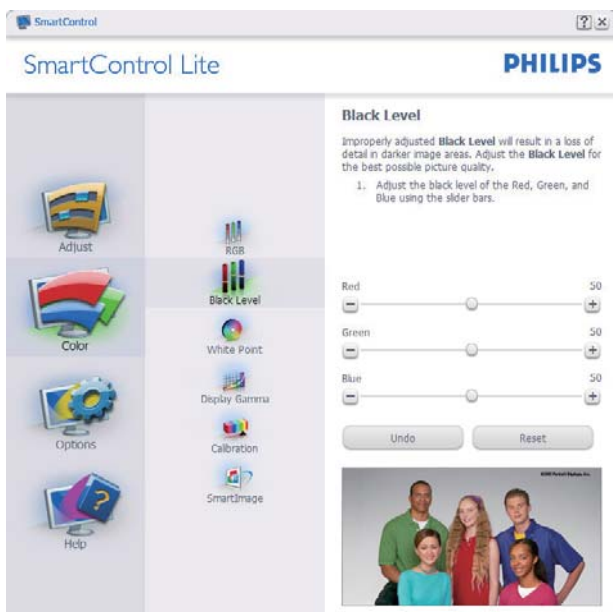 SmartControl
SmartControl Lite
PHILIPS
Adjust
Color
Options
Help
RGB
Black Level
White Point
Display Gamma
Calibration
SmartImage
Black Level
Improperly adjusted Black Level will result in a loss of
detail in darker image areas. Adjust the Black Level for
the best possible picture quality.
1. Adjust the black level of the Red, Green, and
Blue using the slider bars.
Red 50
Green 50
Blue 50
Undo Reset